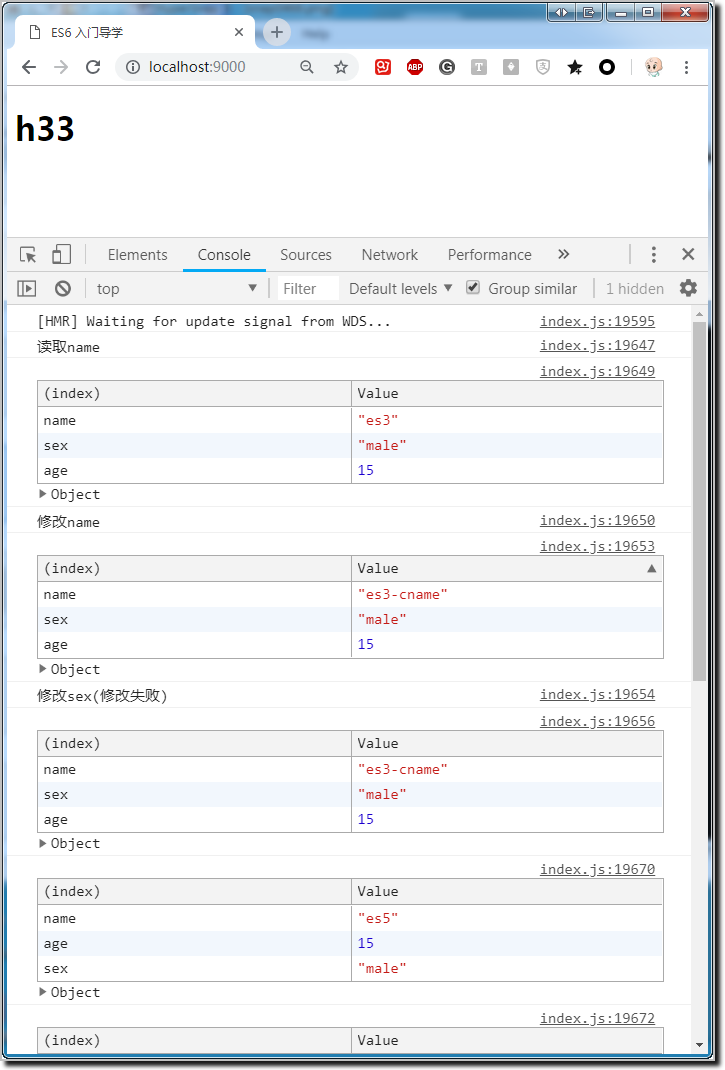 ES6 入门导学
localhost:9000
ABP
h33
Elements Console Sources Network Performance
top Filter Default levels Group similar 1 hidden
[HMR] Waiting for update signal from WDS... index.js:19595
读取name index.js:19647
index.js:19649
(index) Value
name "es3"
sex "male"
age 15
Object
修改name index.js:19650
index.js:19653
(index) Value
name "es3-cname"
sex "male"
age 15
Object
修改sex(修改失败) index.js:19654
index.js:19656
(index) Value
name "es3-cname"
sex "male"
age 15
Object
index.js:19670
(index) Value
name "es5"
age 15
sex "male"
Object
index.js:19672
(index) Value